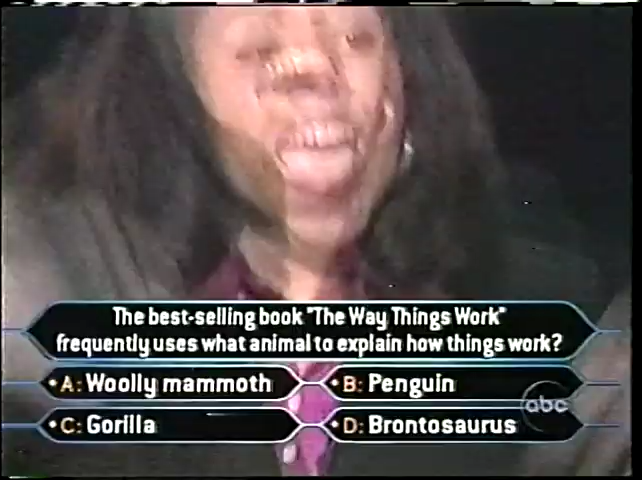 The best-selling book "The Way Things Work"
frequently uses what animal to explain how things work?
A: Woolly mammoth
B: Penguin
C: Gorilla
D: Brontosaurus
abc